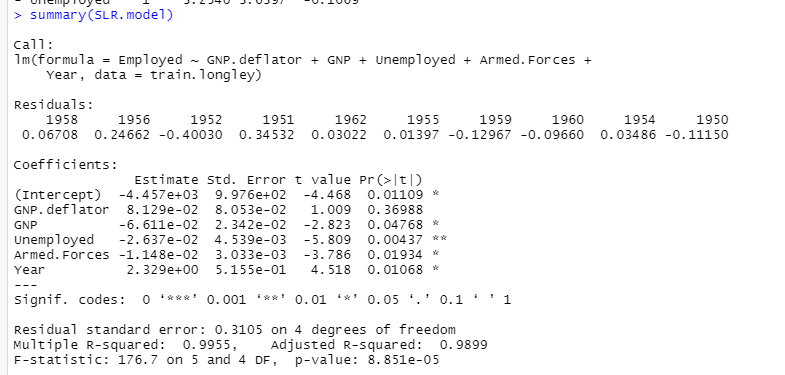 > summary(SLR.model)
Call:
lm(formula = Employed ~ GNP.deflator + GNP + Unemployed + Armed.Forces +
    Year, data = train.longley)
Residuals:
    1958     1956     1952     1951     1962     1955     1959     1960     1954     1950
 0.06708  0.24662 -0.40030  0.34532  0.03022  0.01397 -0.12967 -0.09660  0.03486 -0.11150
Coefficients:
               Estimate Std. Error t value Pr(>|t|)
(Intercept)  -4.457e+03  9.976e+02  -4.468  0.01109 *
GNP.deflator  8.129e-02  8.053e-02   1.009  0.36988
GNP          -6.611e-02  2.342e-02  -2.823  0.04768 *
Unemployed   -2.637e-02  4.539e-03  -5.809  0.00437 **
Armed.Forces -1.148e-02  3.033e-03  -3.786  0.01934 *
Year          2.329e+00  5.155e-01   4.518  0.01068 *
---
Signif. codes:  0 ‘***’ 0.001 ‘**’ 0.01 ‘*’ 0.05 ‘.’ 0.1 ‘ ’ 1
Residual standard error: 0.3105 on 4 degrees of freedom
Multiple R-squared:  0.9955,    Adjusted R-squared:  0.9899
F-statistic: 176.7 on 5 and 4 DF,  p-value: 8.851e-05